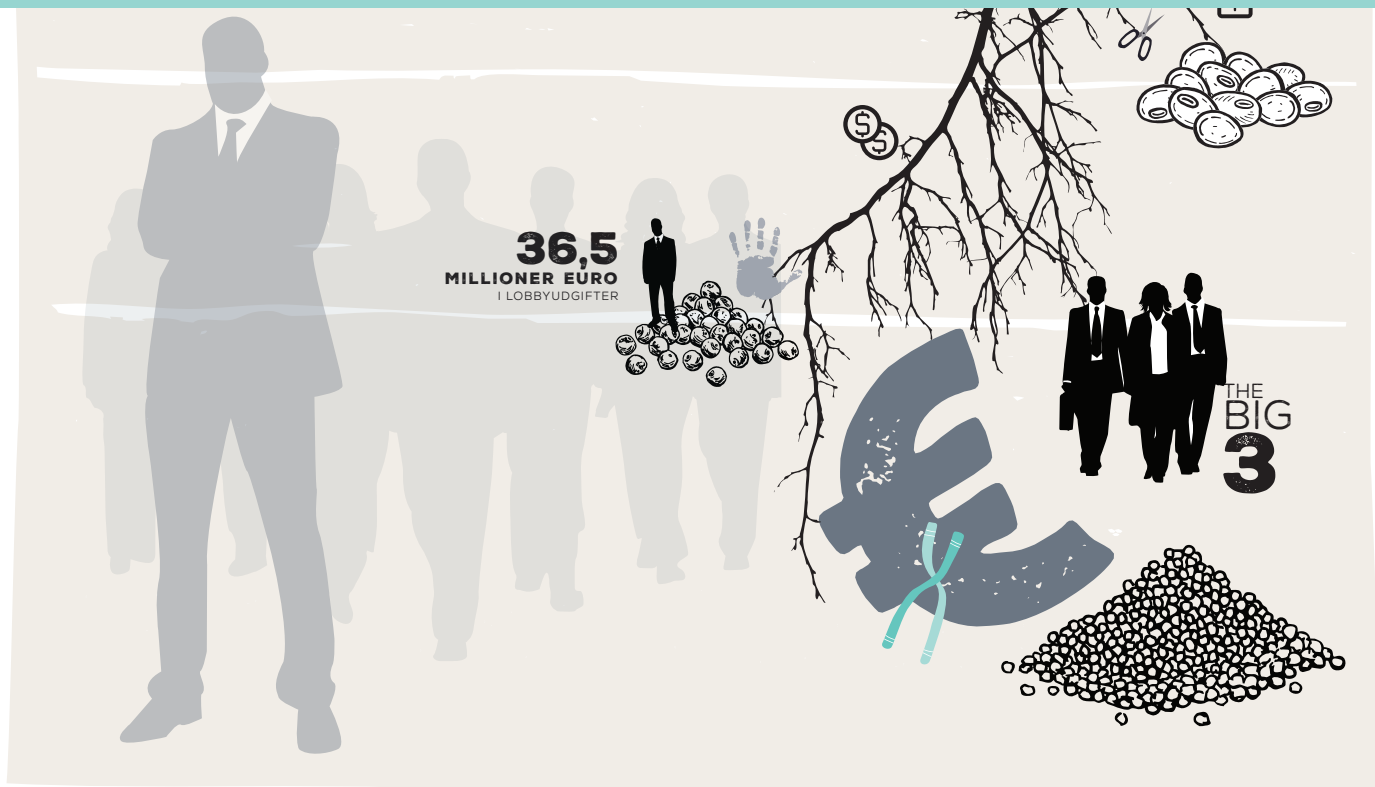 36,5
MILLIONER EURO
I LOBBYUDGIFTER
THE
BIG
3
$
$
€